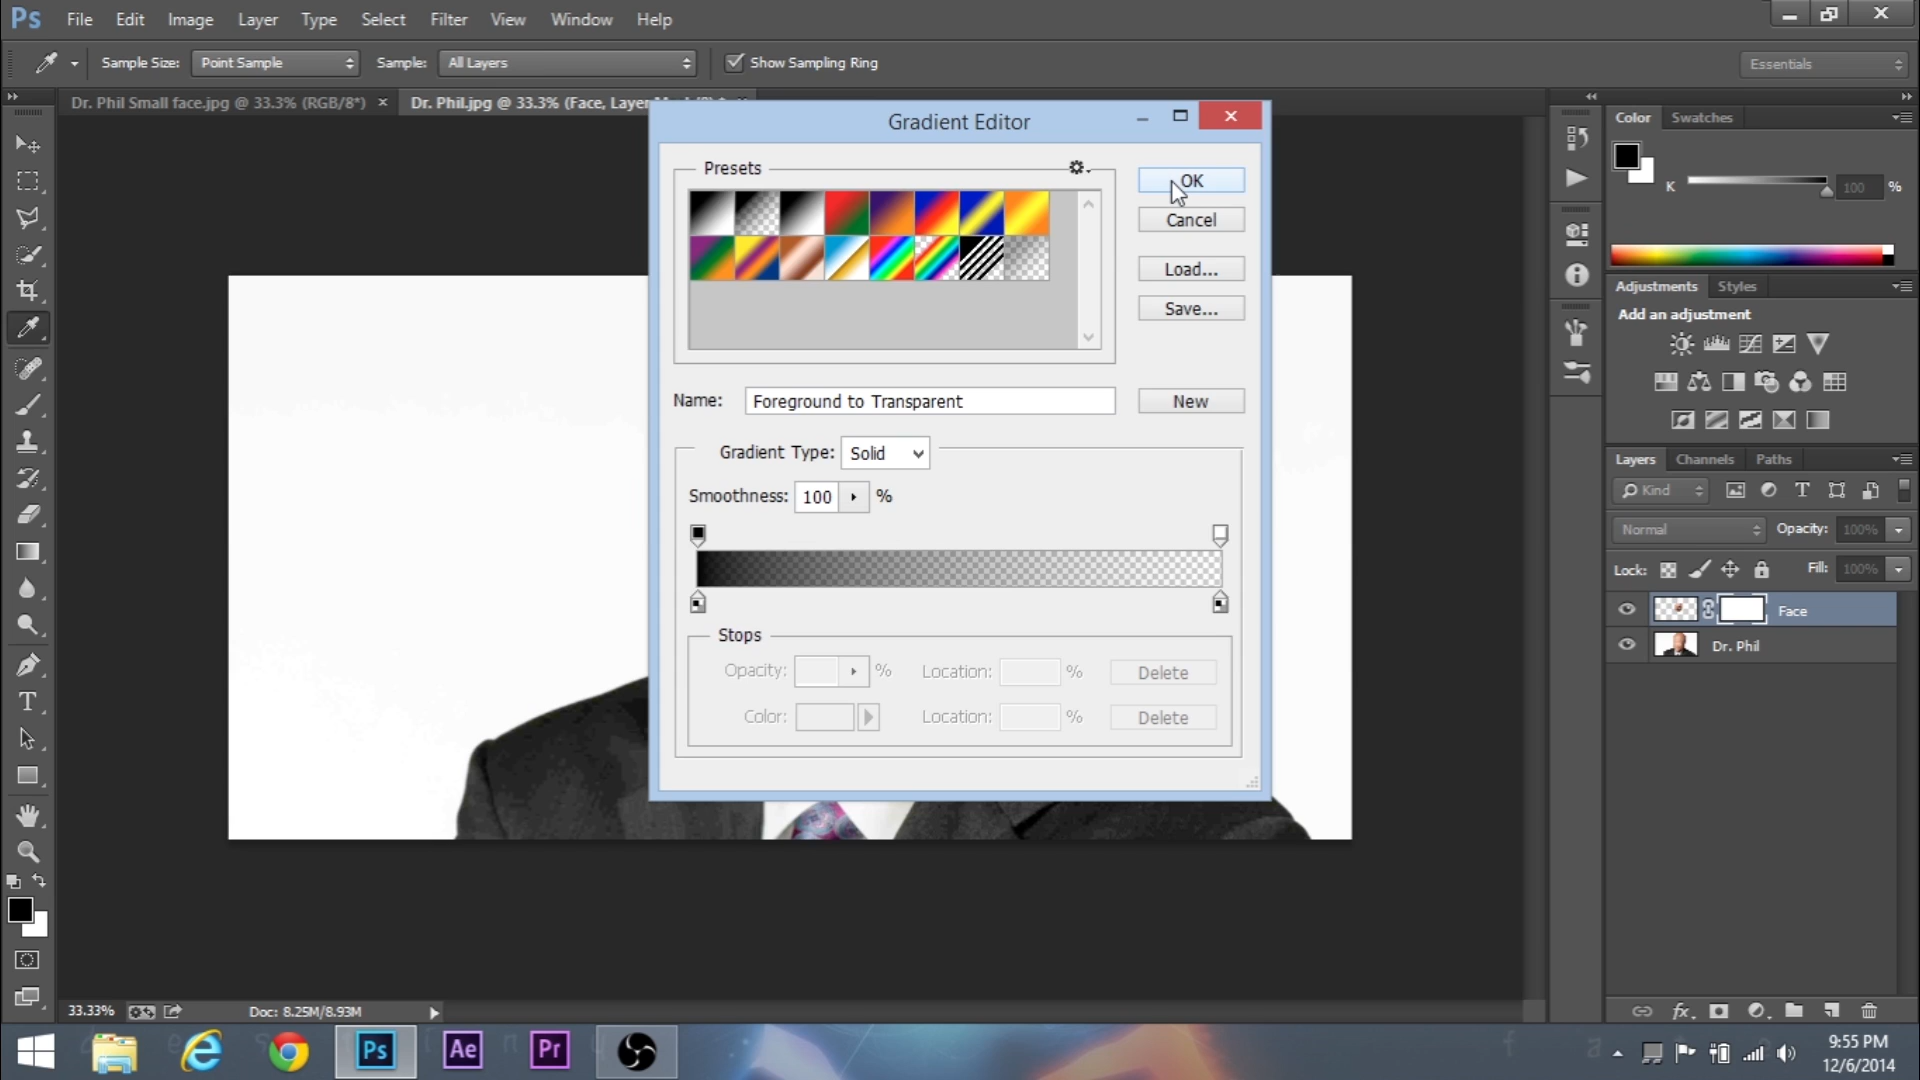 Ps File Edit Image Layer Type Select Filter View Window Help
Sample Size: Point Sample Sample: All Layers Show Sampling Ring Essentials
Dr. Phil Small face.jpg @ 33.3% (RGB/8*) × Dr. Phil.jpg @ 33.3% (Face, Layer
Gradient Editor
Presets
OK
Cancel
Load...
Save...
Name: Foreground to Transparent New
Gradient Type: Solid
Smoothness: 100 %
Stops
Opacity: % Location: % Delete
Color: Location: % Delete
Color Swatches
K 100 %
Adjustments Styles
Add an adjustment
Layers Channels Paths
Kind
Normal Opacity: 100%
Lock: Fill: 100%
Face
Dr. Phil
33.33% Doc: 8.25M/8.93M
Ps Ae Pr
9:55 PM
12/6/2014